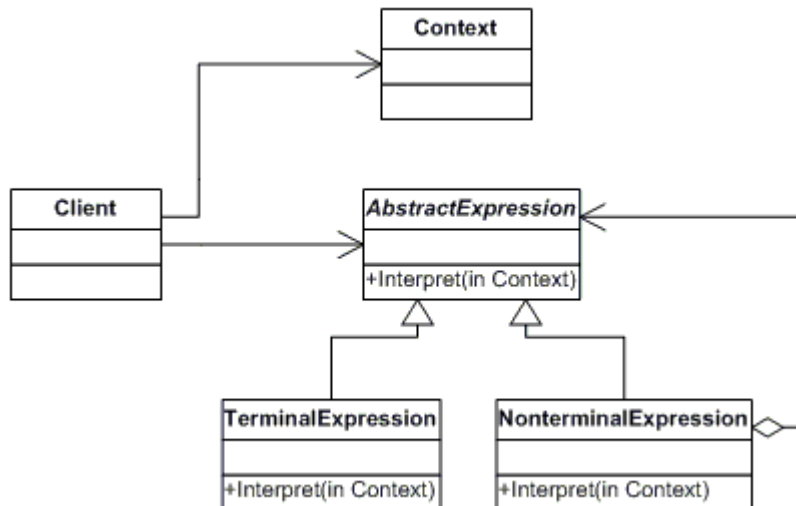 Context
Client
AbstractExpression
+Interpret(in Context)
TerminalExpression
NonterminalExpression
+Interpret(in Context)
+Interpret(in Context)